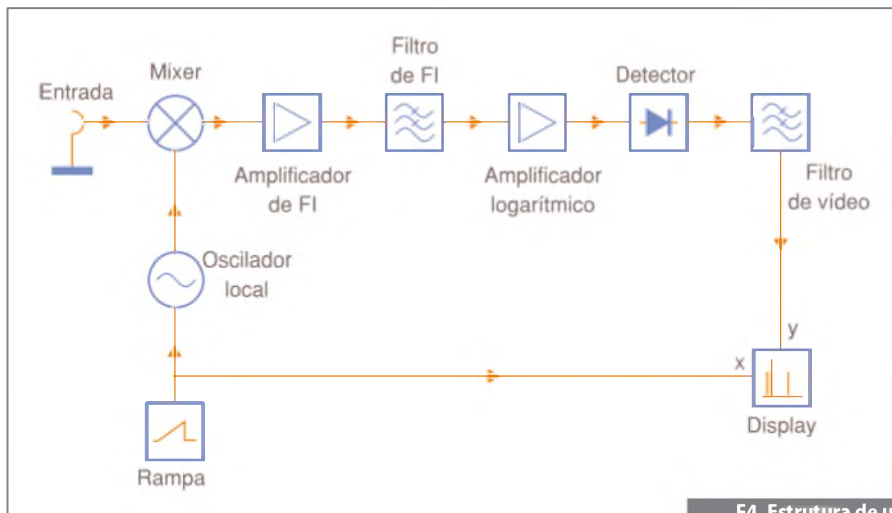 Entrada
Mixer
Filtro
de FI
Detector
Amplificador
de FI
Amplificador
logarítmico
Filtro
de vídeo
Oscilador
local
y
x
Display
Rampa
F4. Estrutura de